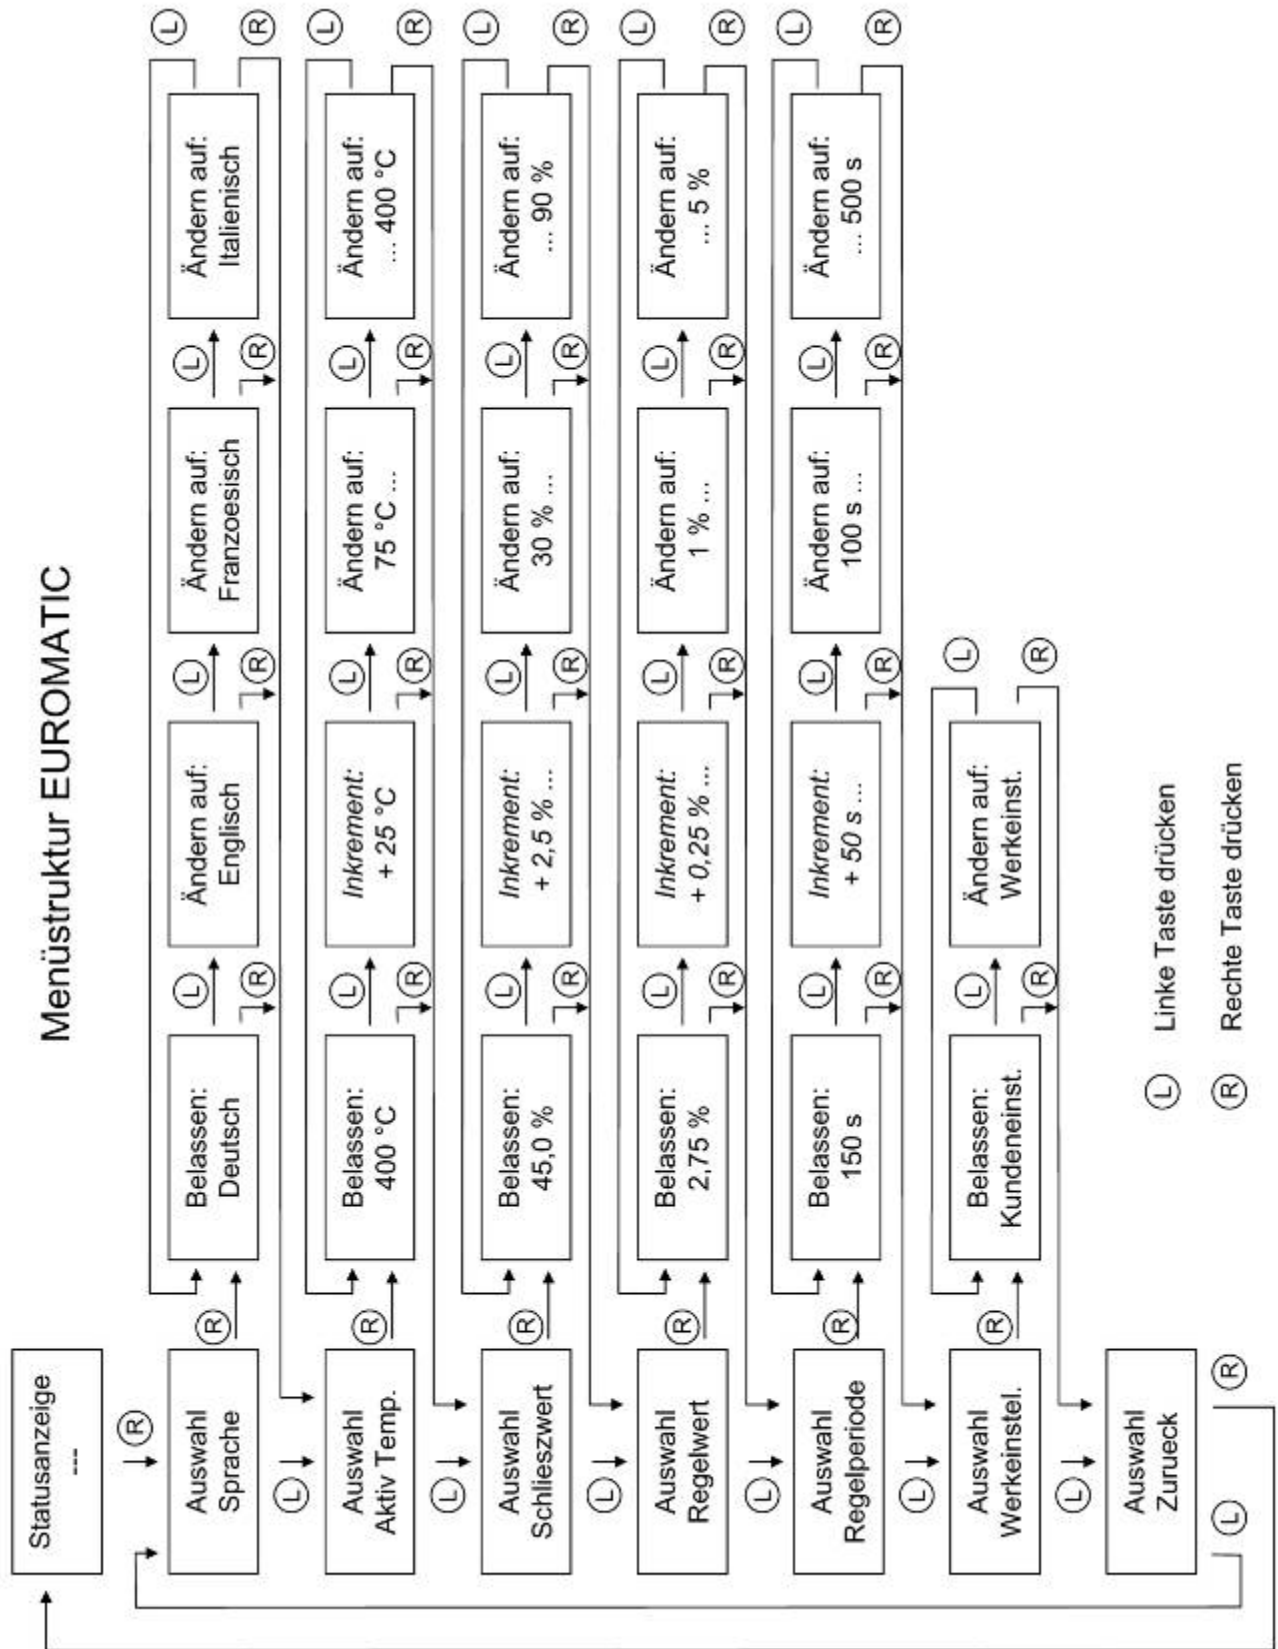 Menüstruktur EUROMATIC
Statusanzeige
---
R
Auswahl
Sprache
R
Belassen:
Deutsch
L
R
Ändern auf:
Englisch
L
R
Ändern auf:
Franzoesisch
L
R
Ändern auf:
Italienisch
L
R
L
Auswahl
Aktiv Temp.
R
Belassen:
400 °C
L
R
Inkrement:
+ 25 °C
L
R
Ändern auf:
75 °C ...
L
R
Ändern auf:
... 400 °C
L
R
L
Auswahl
Schlieszwert
R
Belassen:
45,0 %
L
R
Inkrement:
+ 2,5 % ...
L
R
Ändern auf:
30 % ...
L
R
Ändern auf:
... 90 %
L
R
L
Auswahl
Regelwert
R
Belassen:
2,75 %
L
R
Inkrement:
+ 0,25 % ...
L
R
Ändern auf:
1 % ...
L
R
Ändern auf:
... 5 %
L
R
L
Auswahl
Regelperiode
R
Belassen:
150 s
L
R
Inkrement:
+ 50 s ...
L
R
Ändern auf:
100 s ...
L
R
Ändern auf:
... 500 s
L
R
L
Auswahl
Werkeinstel.
R
Belassen:
Kundeneinst.
L
R
Ändern auf:
Werkeinst.
L
R
L
Auswahl
Zurueck
L
R
L Linke Taste drücken
R Rechte Taste drücken